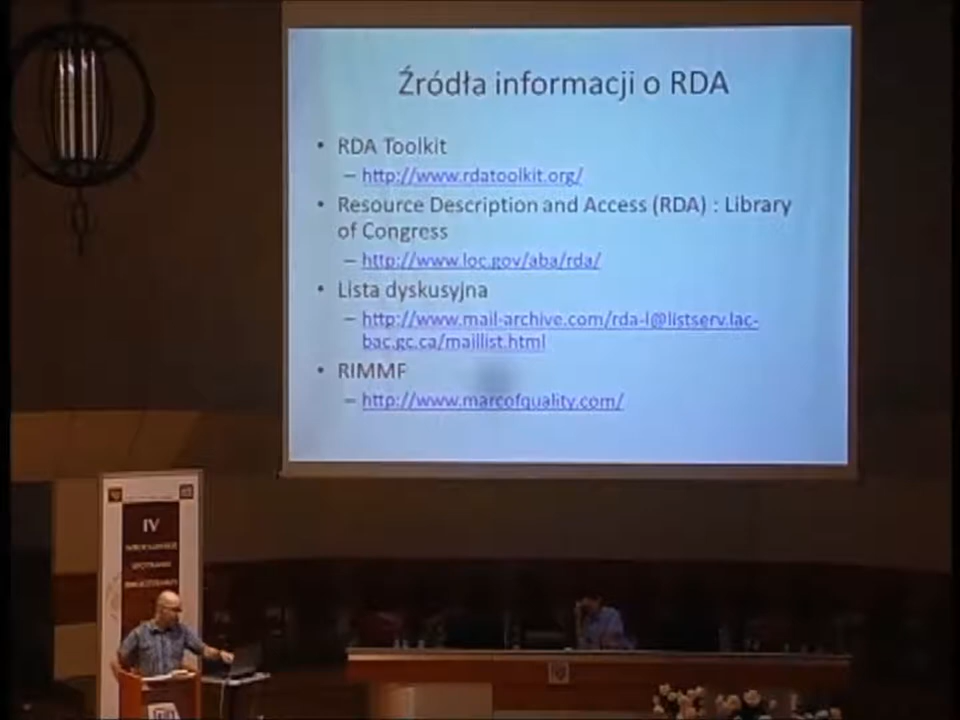 Źródła informacji o RDA
• RDA Toolkit
– http://www.rdatoolkit.org/
• Resource Description and Access (RDA) : Library
of Congress
– http://www.loc.gov/aba/rda/
• Lista dyskusyjna
– http://www.mail-archive.com/rda-l@listserv.lac-
bac.gc.ca/maillist.html
• RIMMF
– http://www.marcofquality.com/
IV